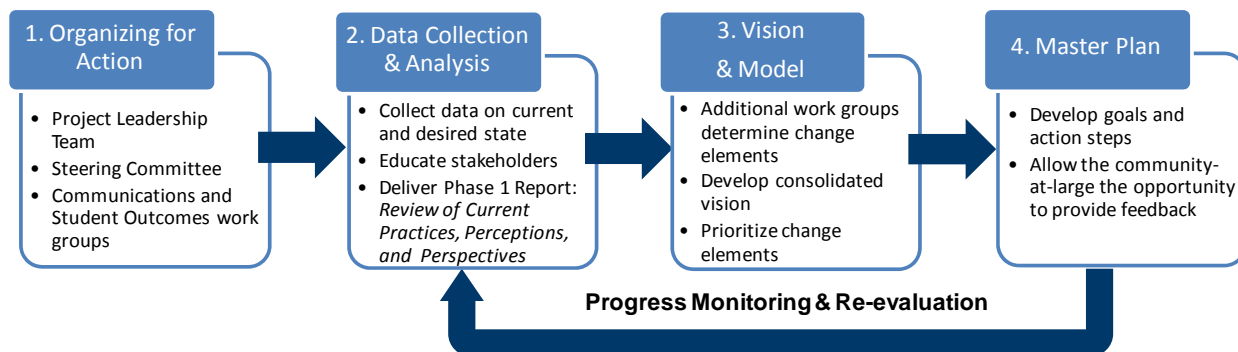 1. Organizing for
Action
• Project Leadership
Team
• Steering Committee
• Communications and
Student Outcomes work
groups
2. Data Collection
& Analysis
• Collect data on current
and desired state
• Educate stakeholders
• Deliver Phase 1 Report:
Review of Current
Practices, Perceptions,
and Perspectives
3. Vision
& Model
• Additional work groups
determine change
elements
• Develop consolidated
vision
• Prioritize change
elements
4. Master Plan
• Develop goals and
action steps
• Allow the community-
at-large the opportunity
to provide feedback
Progress Monitoring & Re-evaluation